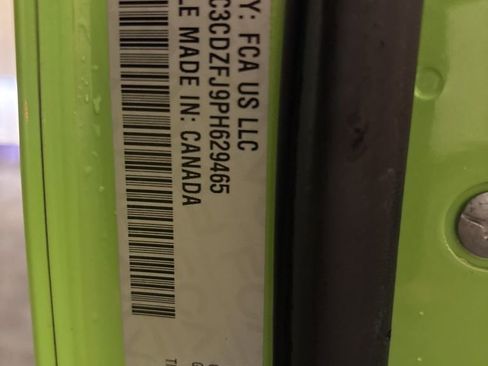 Y: FCA US LLC
C3CDZFJ9PH629465
LE MADE IN: CANADA